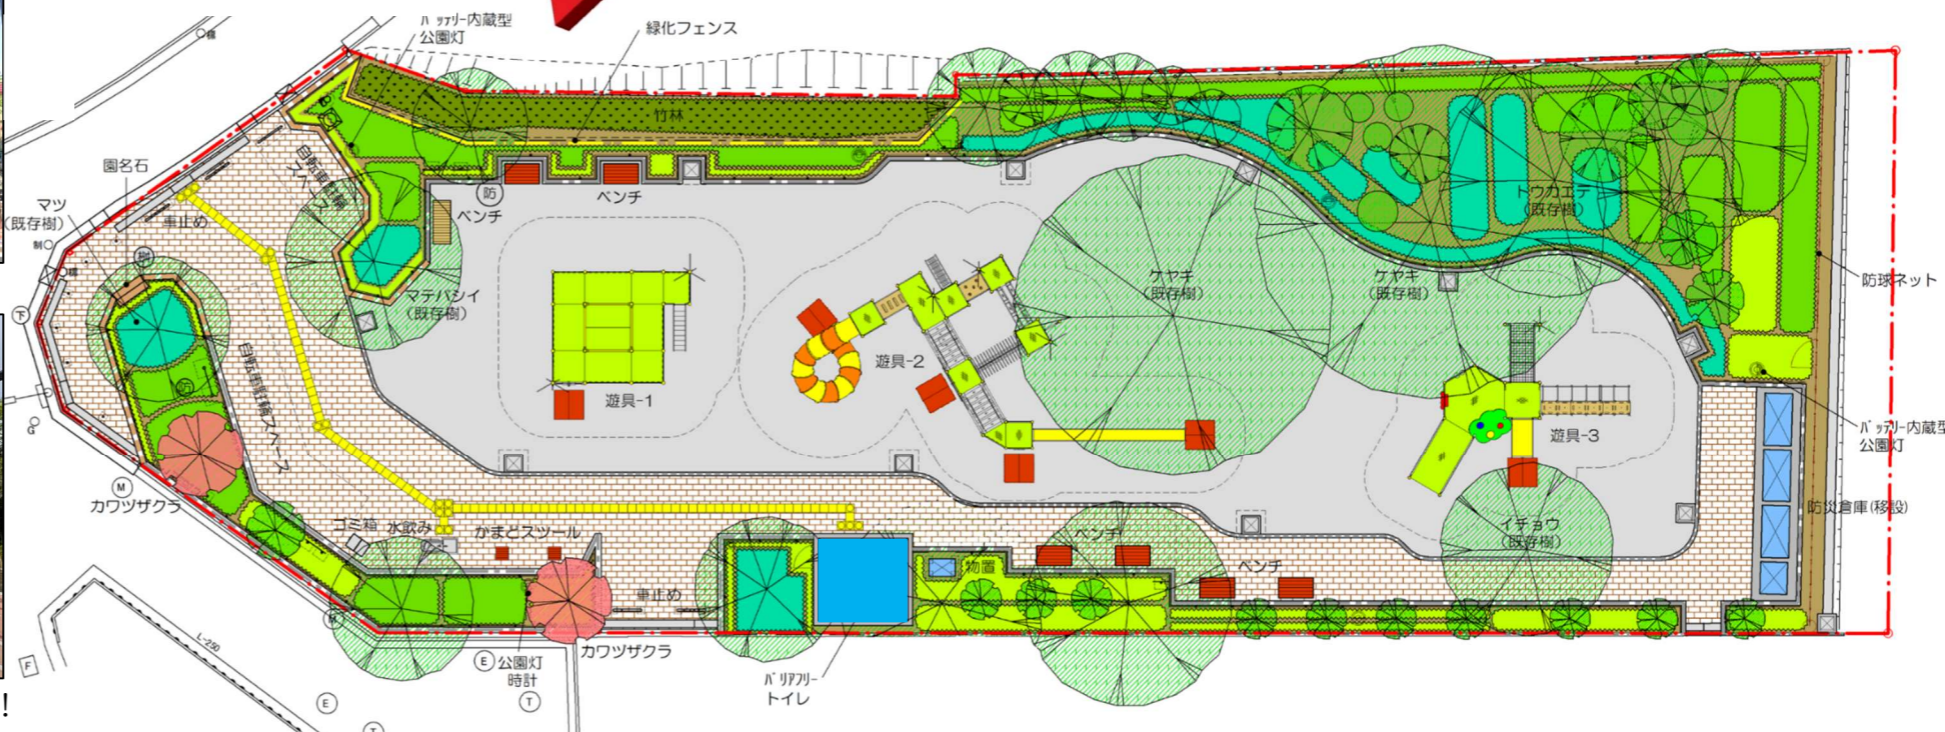 バッテリー内蔵型
公園灯
緑化フェンス
竹林
園名石
自転車駐輪
スペース
マツ
(既存樹)
車止め
制
防
ベンチ
ベンチ
トウカエデ
(既存樹)
マテバシイ
(既存樹)
ケヤキ
(既存樹)
ケヤキ
(既存樹)
防球ネット
下
遊具-2
自転車駐輪スペース
遊具-1
遊具-3
防
G
バッテリー内蔵型
公園灯
M
カワヅザクラ
防災倉庫(移設)
ゴミ箱
水飲み
かまどスツール
イチョウ
(既存樹)
ベンチ
物置
ベンチ
車止め
カワヅザクラ
L-250
F
E
公園灯
時計
T
バリアフリー
トイレ
E
T
!